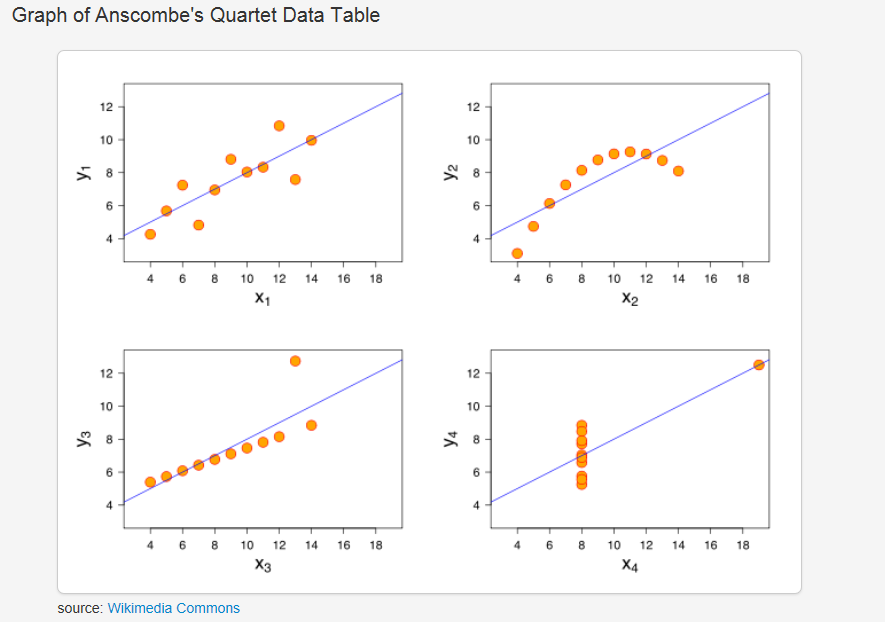 Graph of Anscombe's Quartet Data Table
12
10
8
6
4
y1
4 6 8 10 12 14 16 18
x1
12
10
8
6
4
y2
4 6 8 10 12 14 16 18
x2
12
10
8
6
4
y3
4 6 8 10 12 14 16 18
x3
12
10
8
6
4
y4
4 6 8 10 12 14 16 18
x4
source: Wikimedia Commons